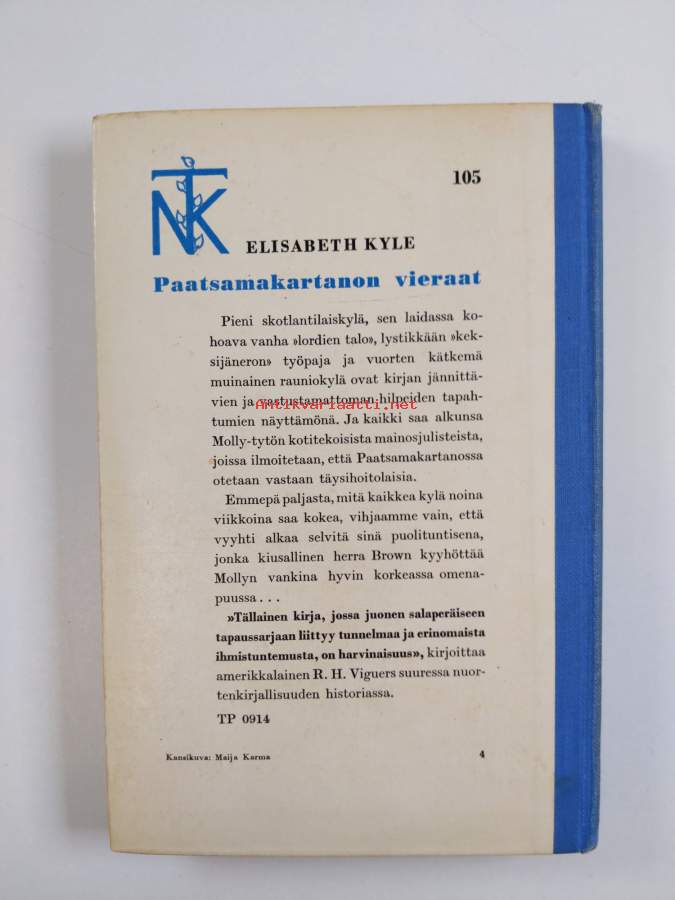 NTK
105
ELISABETH KYLE
Paatsamakartanon vieraat
Pieni skotlantilaiskylä, sen laidassa ko-
hoava vanha »lordien talo», lystikkään »kek-
sijäneron» työpaja ja vuorten kätkemä
muinainen rauniokylä ovat kirjan jännittä-
vien ja vastustamattoman hilpeiden tapah-
Antikvariaatti.net
tumien näyttämönä. Ja kaikki saa alkunsa
Molly-tytön kotitekoisista mainosjulisteista,
joissa ilmoitetaan, että Paatsamakartanossa
otetaan vastaan täysihoitolaisia.
Emmepä paljasta, mitä kaikkea kylä noina
viikkoina saa kokea, vihjaamme vain, että
vyyhti alkaa selvitä sinä puolituntisena,
jonka kiusallinen herra Brown kyyhöttää
Mollyn vankina hyvin korkeassa omena-
puussa . . .
»Tällainen kirja, jossa juonen salaperäiseen
tapaussarjaan liittyy tunnelmaa ja erinomaista
ihmistuntemusta, on harvinaisuus», kirjoittaa
amerikkalainen R. H. Viguers suuressa nuor-
tenkirjallisuuden historiassa.
TP 0914
Kansikuva: Maija Karma
4